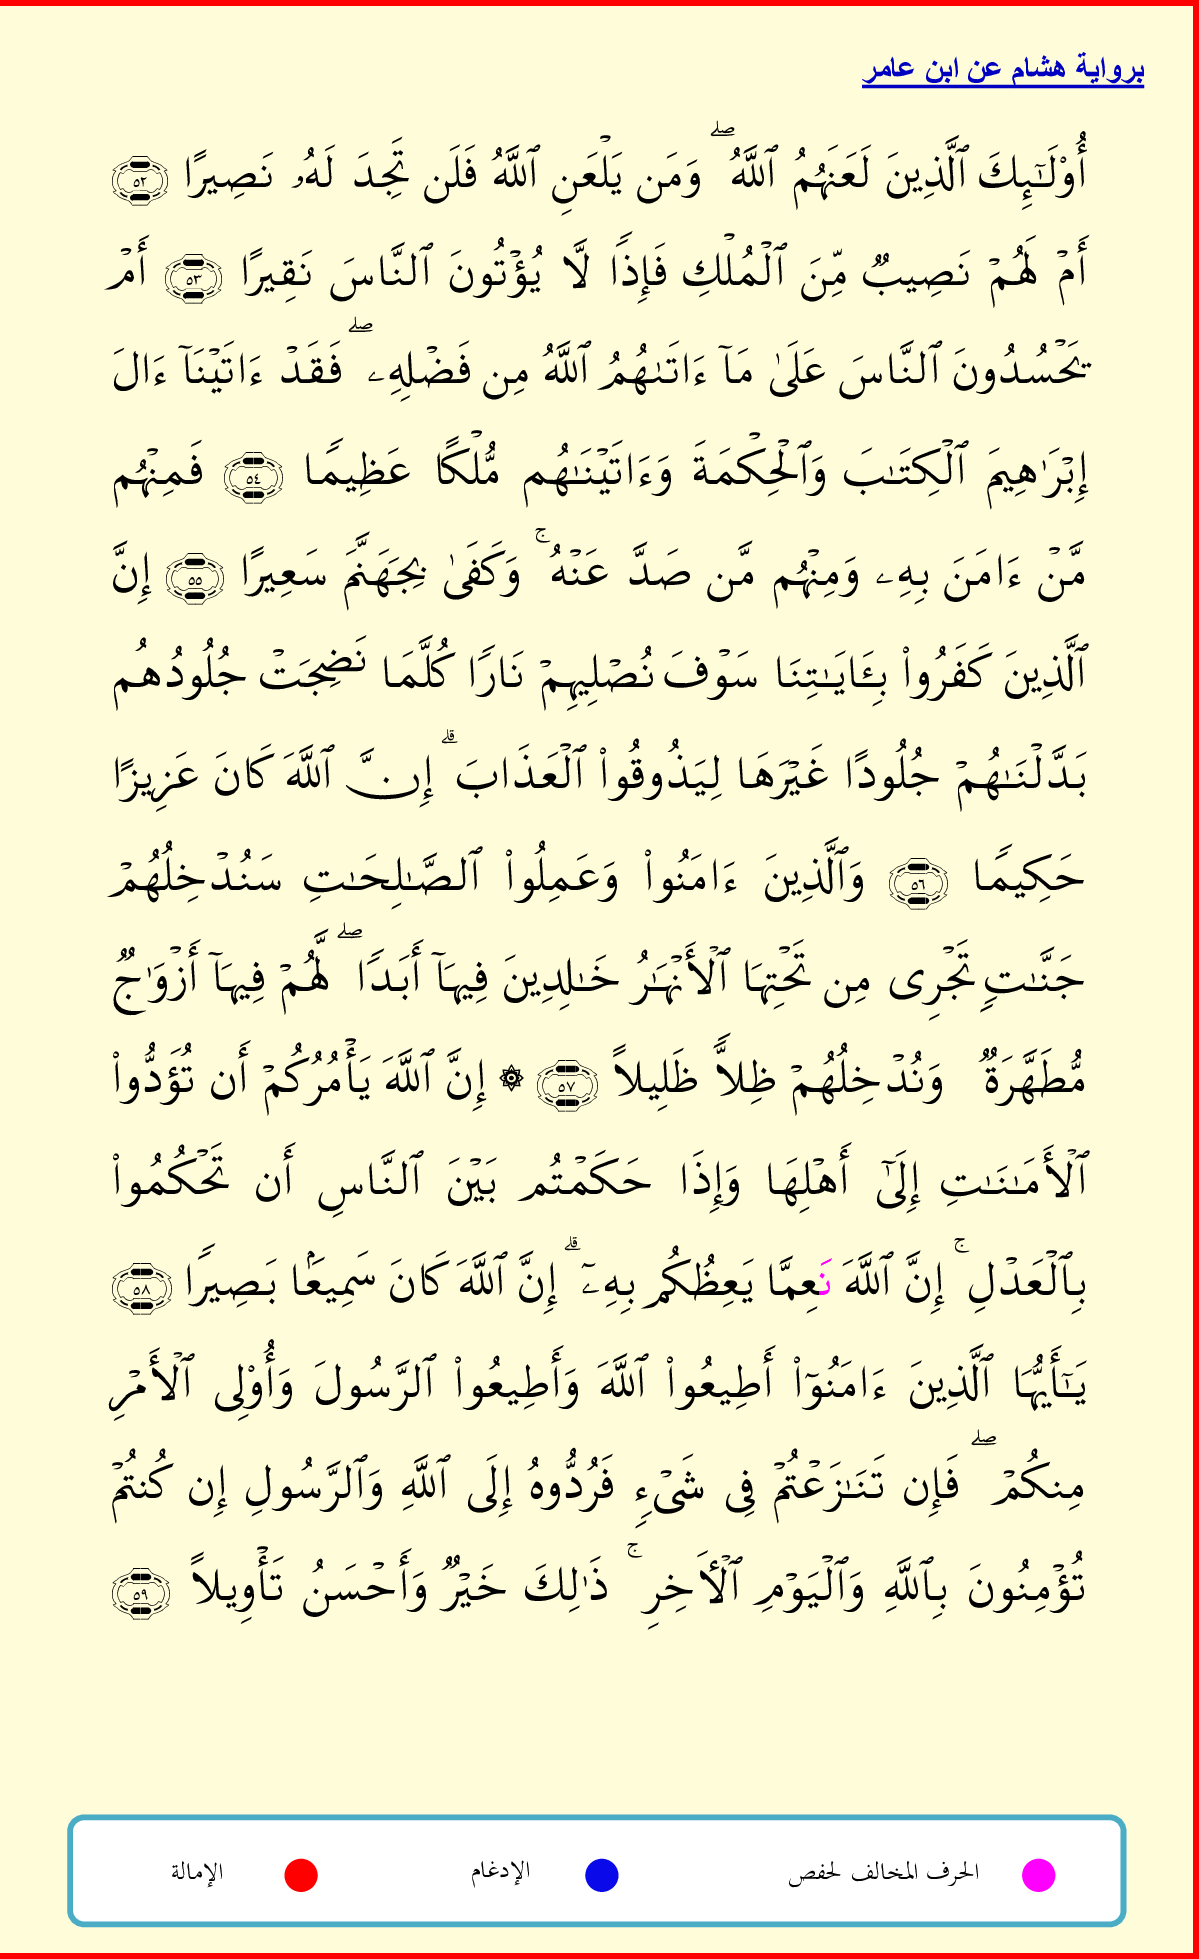 برواية هشام عن ابن عامر
أُوْلَٰٓئِكَ ٱلَّذِينَ لَعَنَهُمُ ٱللَّهُۖ وَمَن يَلۡعَنِ ٱللَّهُ فَلَن تَجِدَ لَهُۥ نَصِيرًا ٥٢
أَمۡ لَهُمۡ نَصِيبٞ مِّنَ ٱلۡمُلۡكِ فَإِذٗا لَّا يُؤۡتُونَ ٱلنَّاسَ نَقِيرًا ٥٣ أَمۡ
يَحۡسُدُونَ ٱلنَّاسَ عَلَىٰ مَآ ءَاتَىٰهُمُ ٱللَّهُ مِن فَضۡلِهِۦۖ فَقَدۡ ءَاتَيۡنَآ ءَالَ
إِبۡرَٰهِيمَ ٱلۡكِتَٰبَ وَٱلۡحِكۡمَةَ وَءَاتَيۡنَٰهُم مُّلۡكًا عَظِيمٗا ٥٤ فَمِنۡهُم
مَّنۡ ءَامَنَ بِهِۦ وَمِنۡهُم مَّن صَدَّ عَنۡهُۚ وَكَفَىٰ بِجَهَنَّمَ سَعِيرًا ٥٥ إِنَّ
ٱلَّذِينَ كَفَرُواْ بِـَٔايَٰتِنَا سَوۡفَ نُصۡلِيهِمۡ نَارٗا كُلَّمَا نَضِجَتۡ جُلُودُهُم
بَدَّلۡنَٰهُمۡ جُلُودًا غَيۡرَهَا لِيَذُوقُواْ ٱلۡعَذَابَۗ إِنَّ ٱللَّهَ كَانَ عَزِيزًا
حَكِيمٗا ٥٦ وَٱلَّذِينَ ءَامَنُواْ وَعَمِلُواْ ٱلصَّٰلِحَٰتِ سَنُدۡخِلُهُمۡ
جَنَّٰتٖ تَجۡرِي مِن تَحۡتِهَا ٱلۡأَنۡهَٰرُ خَٰلِدِينَ فِيهَآ أَبَدٗاۖ لَّهُمۡ فِيهَآ أَزۡوَٰجٞ
مُّطَهَّرَةٞ وَنُدۡخِلُهُمۡ ظِلّٗا ظَلِيلًا ٥٧ ۞ إِنَّ ٱللَّهَ يَأۡمُرُكُمۡ أَن تُؤَدُّواْ
ٱلۡأَمَٰنَٰتِ إِلَىٰٓ أَهۡلِهَا وَإِذَا حَكَمۡتُم بَيۡنَ ٱلنَّاسِ أَن تَحۡكُمُواْ
بِٱلۡعَدۡلِۚ إِنَّ ٱللَّهَ نَعِمَّا يَعِظُكُم بِهِۦٓۗ إِنَّ ٱللَّهَ كَانَ سَمِيعَۢا بَصِيرٗا ٥٨
يَٰٓأَيُّهَا ٱلَّذِينَ ءَامَنُوٓاْ أَطِيعُواْ ٱللَّهَ وَأَطِيعُواْ ٱلرَّسُولَ وَأُوْلِي ٱلۡأَمۡرِ
مِنكُمۡۖ فَإِن تَنَٰزَعۡتُمۡ فِي شَيۡءٖ فَرُدُّوهُ إِلَى ٱللَّهِ وَٱلرَّسُولِ إِن كُنتُمۡ
تُؤۡمِنُونَ بِٱللَّهِ وَٱلۡيَوۡمِ ٱلۡأٓخِرِۚ ذَٰلِكَ خَيۡرٞ وَأَحۡسَنُ تَأۡوِيلًا ٥٩
الحرف المخالف لحفص الإدغام الإمالة